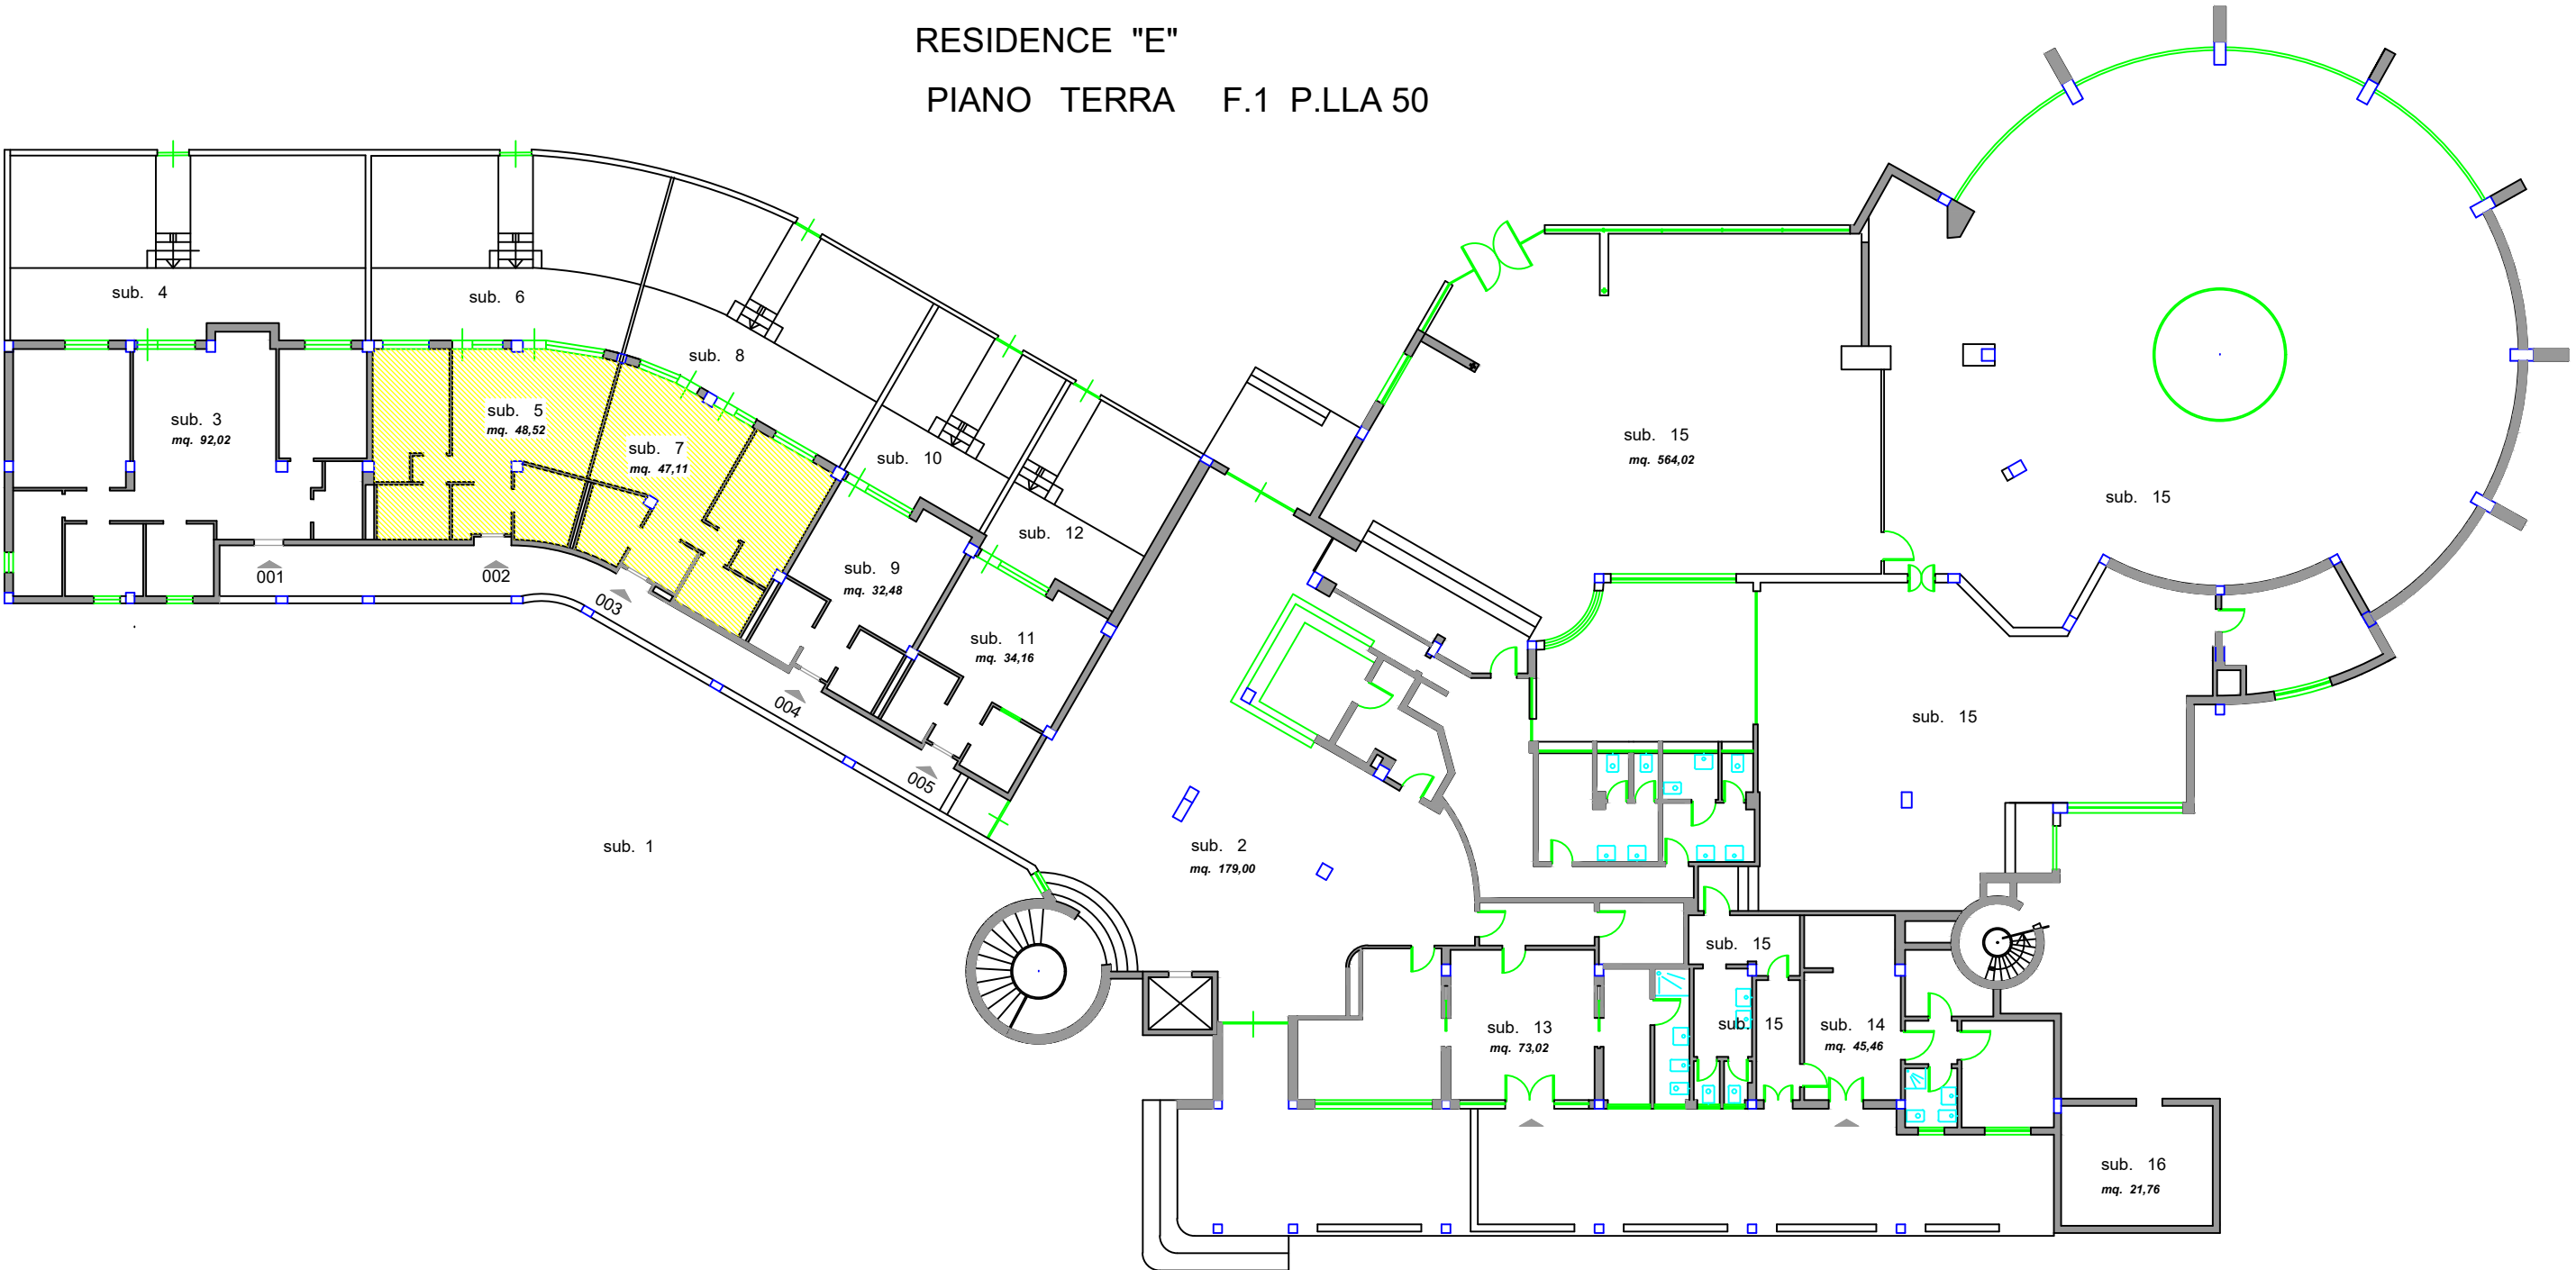 RESIDENCE "E"
PIANO TERRA F.1 P.LLA 50
sub. 4
sub. 6
sub. 8
sub. 3
mq. 92,02
sub. 5
mq. 48,52
sub. 7
mq. 47,11
sub. 10
sub. 12
sub. 9
mq. 32,48
sub. 11
mq. 34,16
001
002
003
004
005
sub. 1
sub. 2
mq. 179,00
sub. 15
mq. 564,02
sub. 15
sub. 15
sub. 15
sub. 15
sub. 13
mq. 73,02
sub. 14
mq. 45,46
sub. 16
mq. 21,76